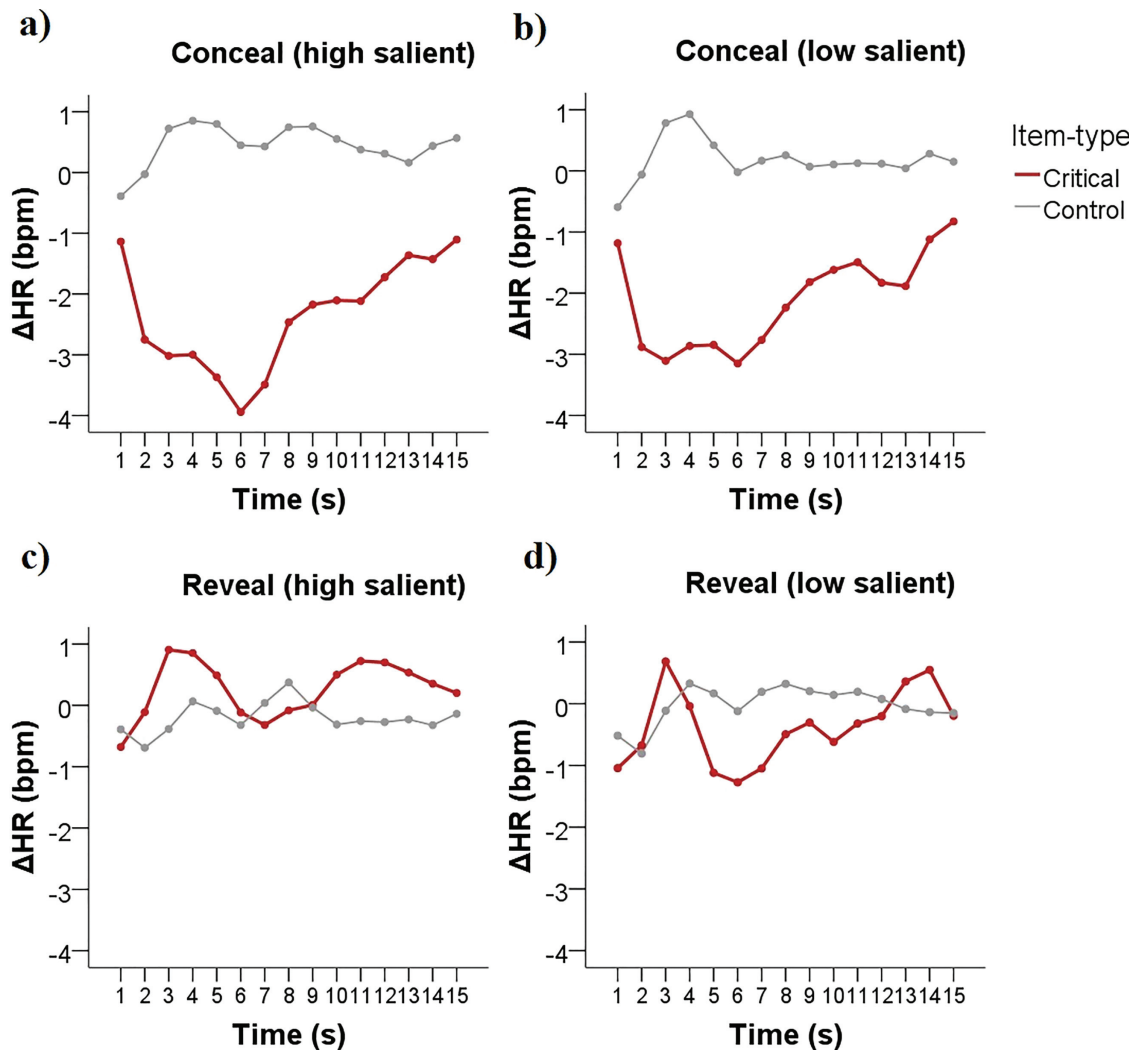 a)
Conceal (high salient)
1
0
-1
-2
-3
-4
ΔHR (bpm)
1 2 3 4 5 6 7 8 9 10 11 12 13 14 15
Time (s)
b)
Conceal (low salient)
1
0
-1
-2
-3
-4
ΔHR (bpm)
1 2 3 4 5 6 7 8 9 10 11 12 13 14 15
Time (s)
Item-type
Critical
Control
c)
Reveal (high salient)
1
0
-1
-2
-3
-4
ΔHR (bpm)
1 2 3 4 5 6 7 8 9 10 11 12 13 14 15
Time (s)
d)
Reveal (low salient)
1
0
-1
-2
-3
-4
ΔHR (bpm)
1 2 3 4 5 6 7 8 9 10 11 12 13 14 15
Time (s)